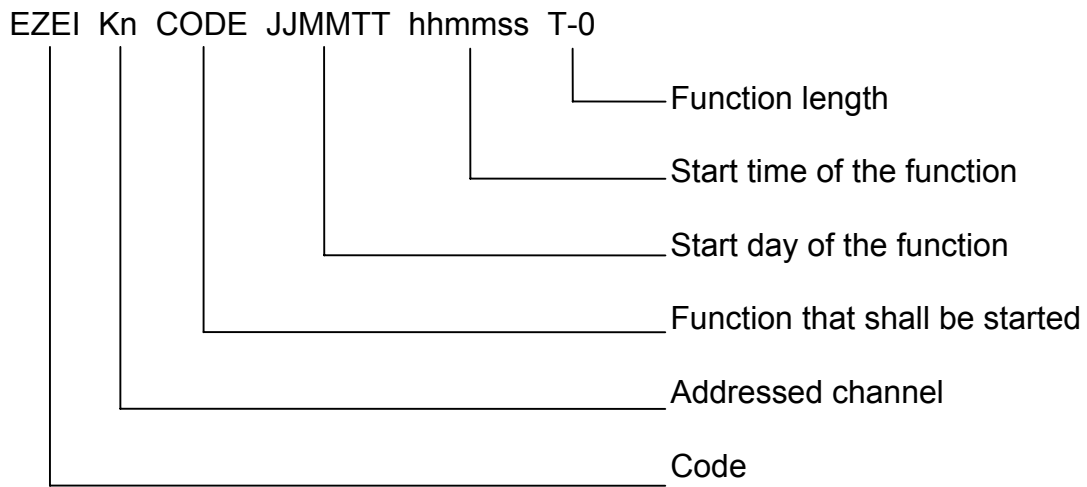 EZEI Kn CODE JJMMTT hhmmss T-0
Function length
Start time of the function
Start day of the function
Function that shall be started
Addressed channel
Code